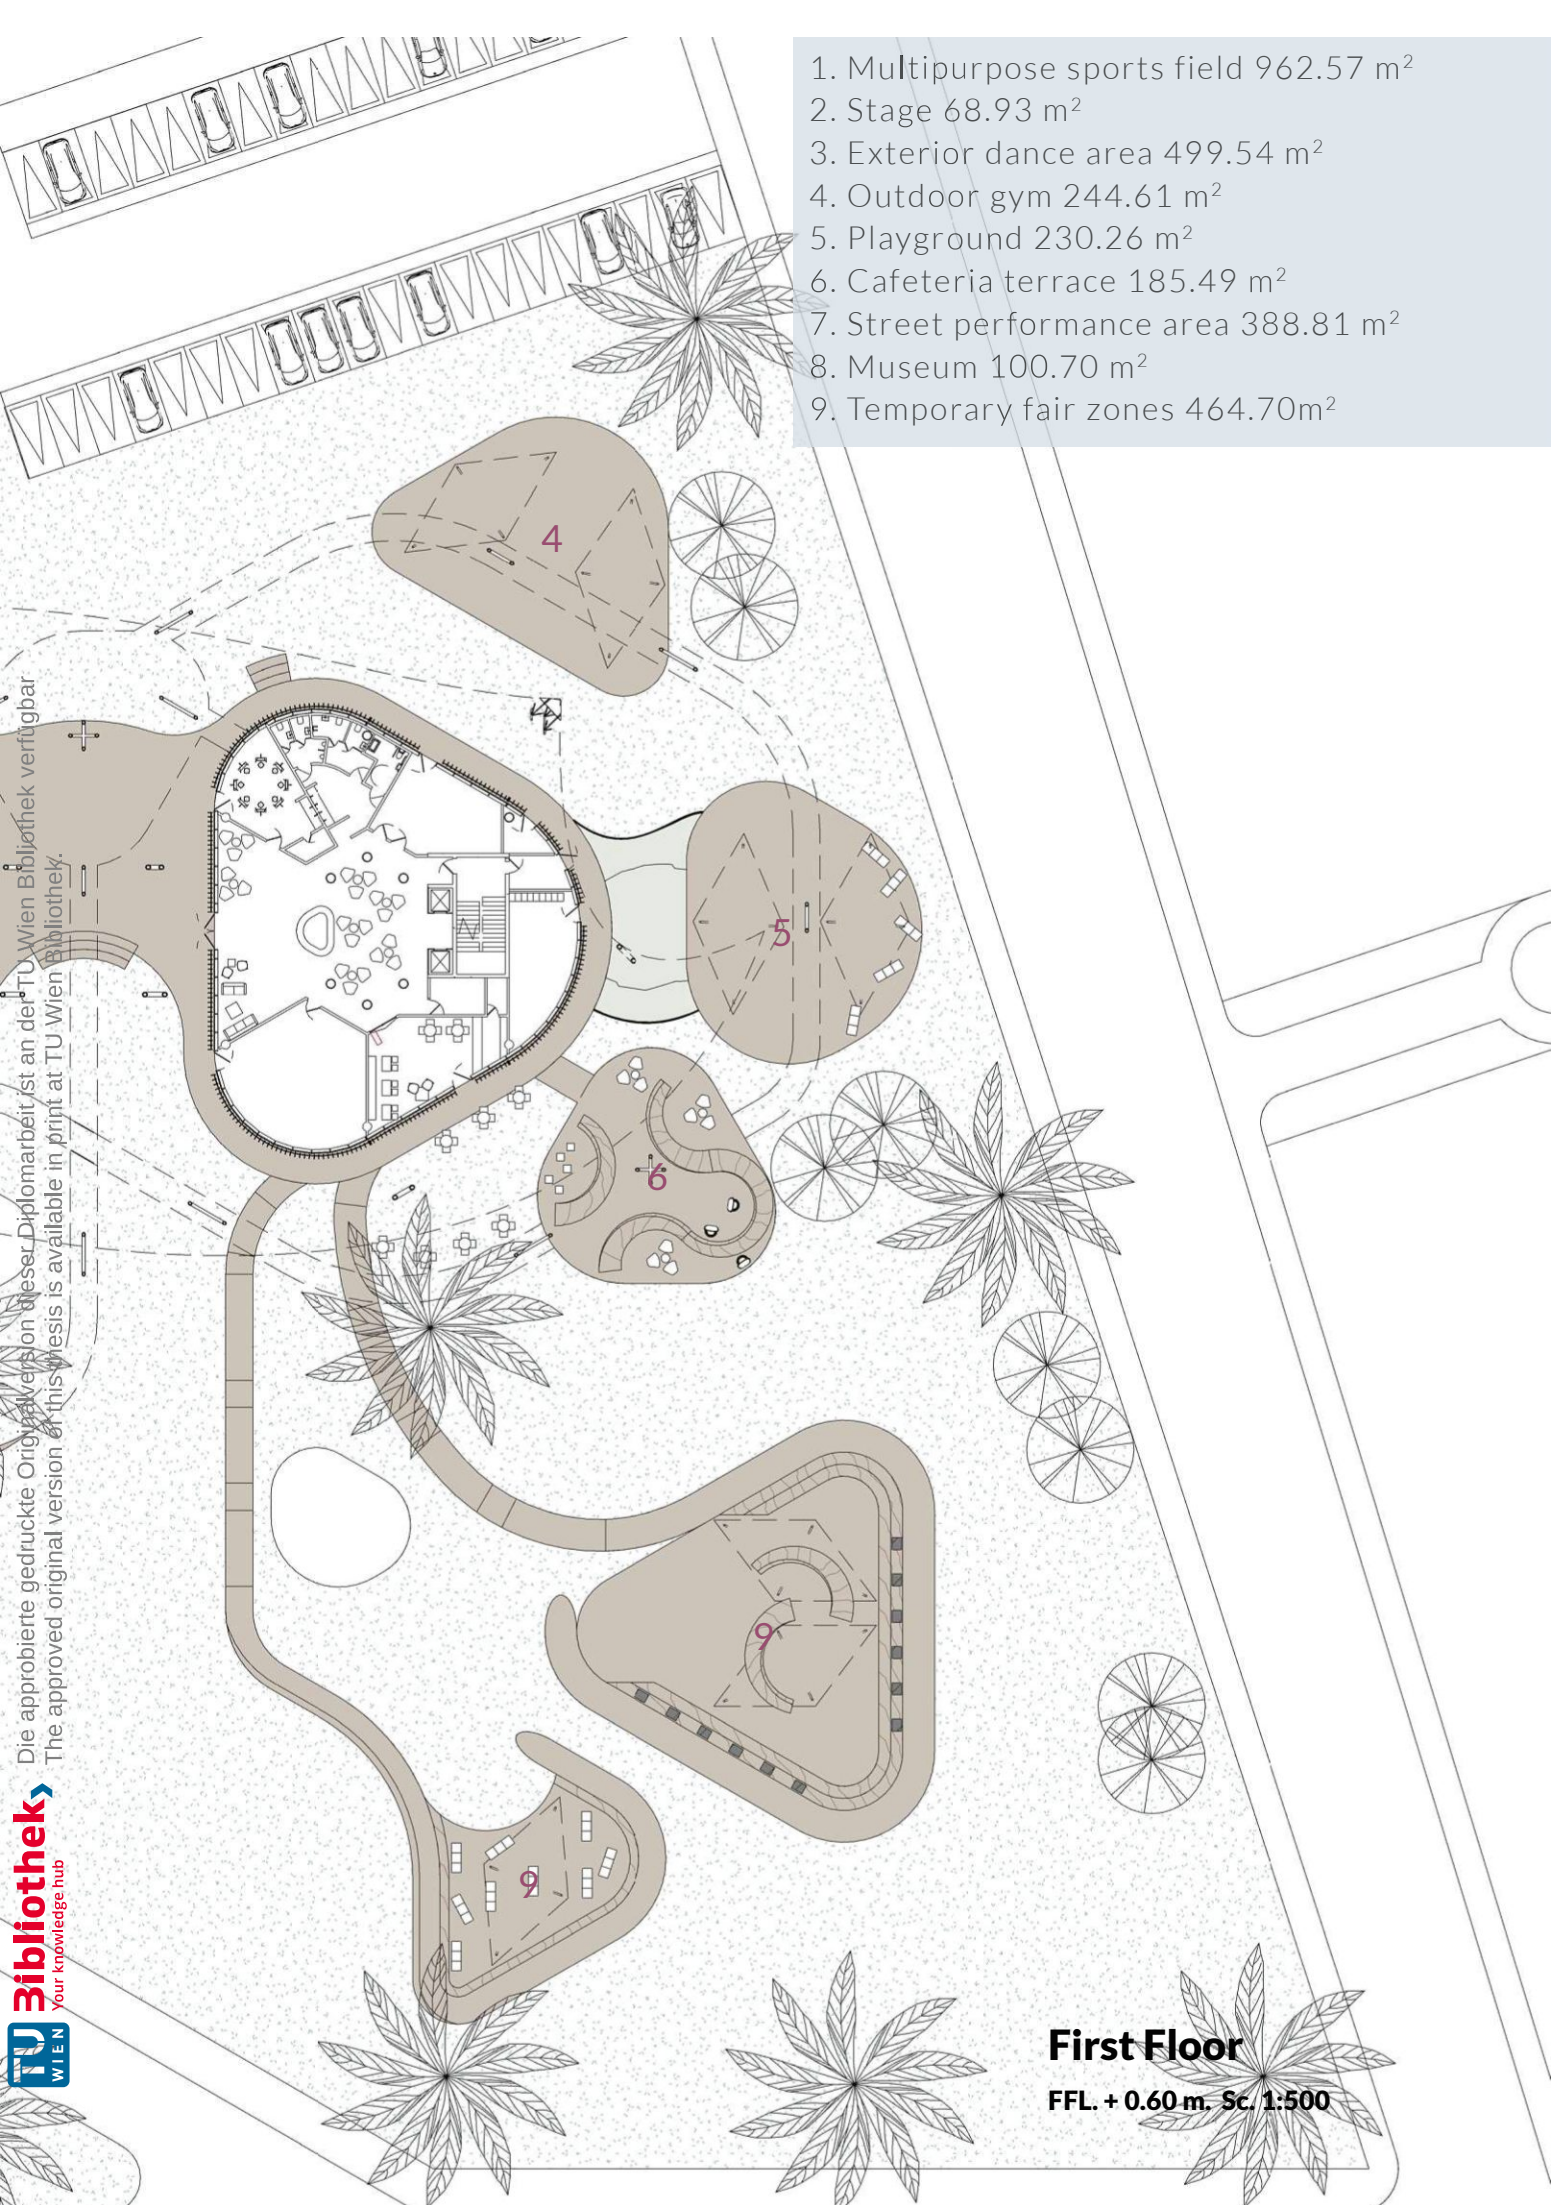 1. Multipurpose sports field 962.57 m²
2. Stage 68.93 m²
3. Exterior dance area 499.54 m²
4. Outdoor gym 244.61 m²
5. Playground 230.26 m²
6. Cafeteria terrace 185.49 m²
7. Street performance area 388.81 m²
8. Museum 100.70 m²
9. Temporary fair zones 464.70m²
4
5
6
9
9
First Floor
FFL. + 0.60 m. Sc. 1:500
Die approbierte gedruckte Originalversion dieser Diplomarbeit ist an der TU Wien Bibliothek verfügbar
The approved original version of this thesis is available in print at TU Wien Bibliothek.
TU WIEN
Bibliothek
Your knowledge hub